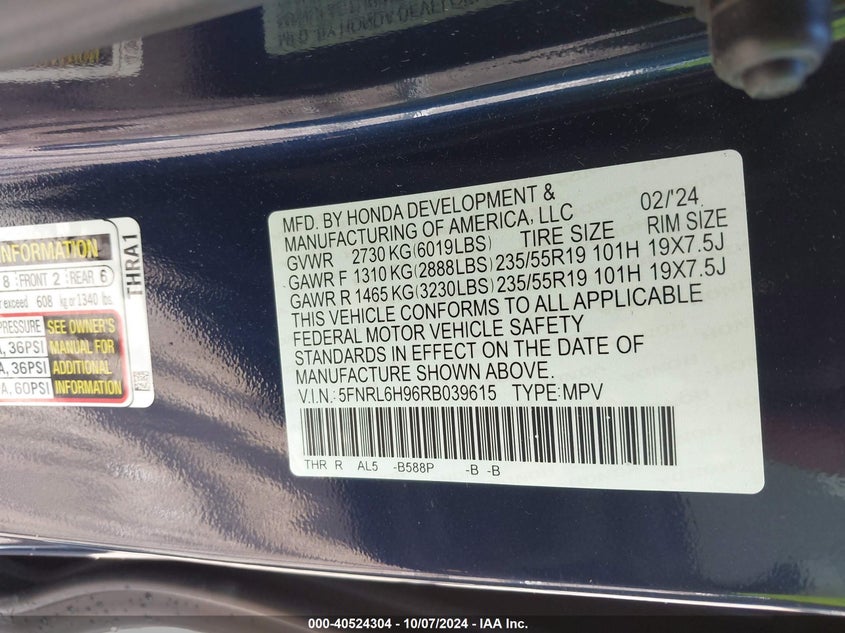 MFD. BY HONDA DEVELOPMENT & 02/'24
MANUFACTURING OF AMERICA, LLC
GVWR 2730 KG (6019LBS) TIRE SIZE RIM SIZE
GAWR F 1310 KG (2888LBS) 235/55R19 101H 19X7.5J
GAWR R 1465 KG (3230LBS) 235/55R19 101H 19X7.5J
THIS VEHICLE CONFORMS TO ALL APPLICABLE
FEDERAL MOTOR VEHICLE SAFETY
STANDARDS IN EFFECT ON THE DATE OF
MANUFACTURE SHOWN ABOVE.
V.I.N.: 5FNRL6H96RB039615 TYPE:MPV
THR R AL5 -B588P -B -B
INFORMATION
8 FRONT 2 REAR 6
exceed 608 kg or 1340 lbs.
PRESSURE SEE OWNER'S
36PSI MANUAL FOR
36PSI ADDITIONAL
60PSI INFORMATION
THRA1
000-40524304 - 10/07/2024 - IAA Inc.